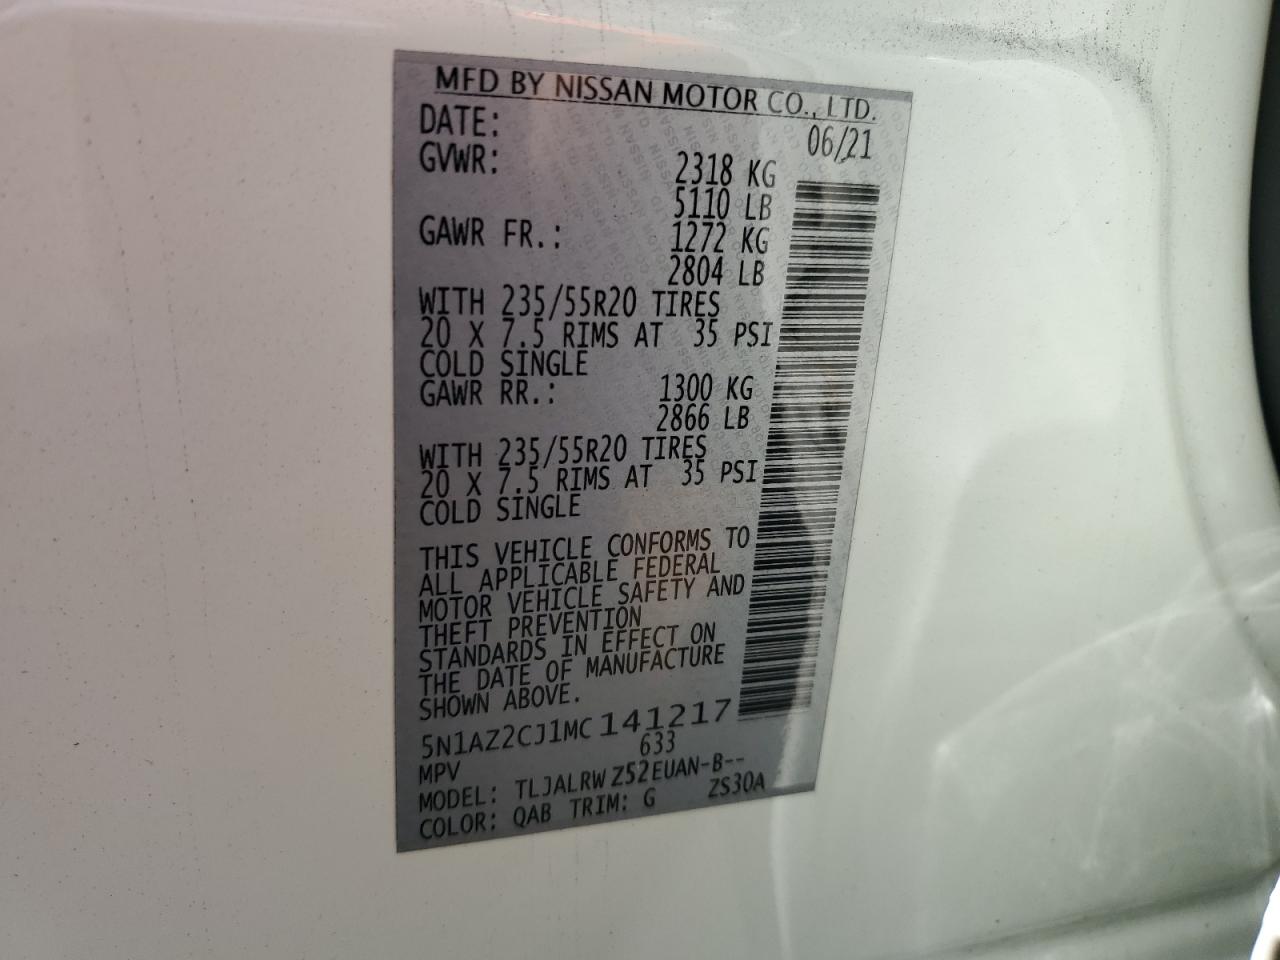 MFD BY NISSAN MOTOR CO., LTD.
DATE: 06/21
GVWR: 2318 KG
5110 LB
GAWR FR.: 1272 KG
2804 LB
WITH 235/55R20 TIRES
20 X 7.5 RIMS AT 35 PSI
COLD SINGLE
GAWR RR.: 1300 KG
2866 LB
WITH 235/55R20 TIRES
20 X 7.5 RIMS AT 35 PSI
COLD SINGLE
THIS VEHICLE CONFORMS TO
ALL APPLICABLE FEDERAL
MOTOR VEHICLE SAFETY AND
THEFT PREVENTION
STANDARDS IN EFFECT ON
THE DATE OF MANUFACTURE
SHOWN ABOVE.
5N1AZ2CJ1MC141217
633
MPV
MODEL: TLJALRWZ52EUAN-B--
COLOR: QAB TRIM: G ZS30A